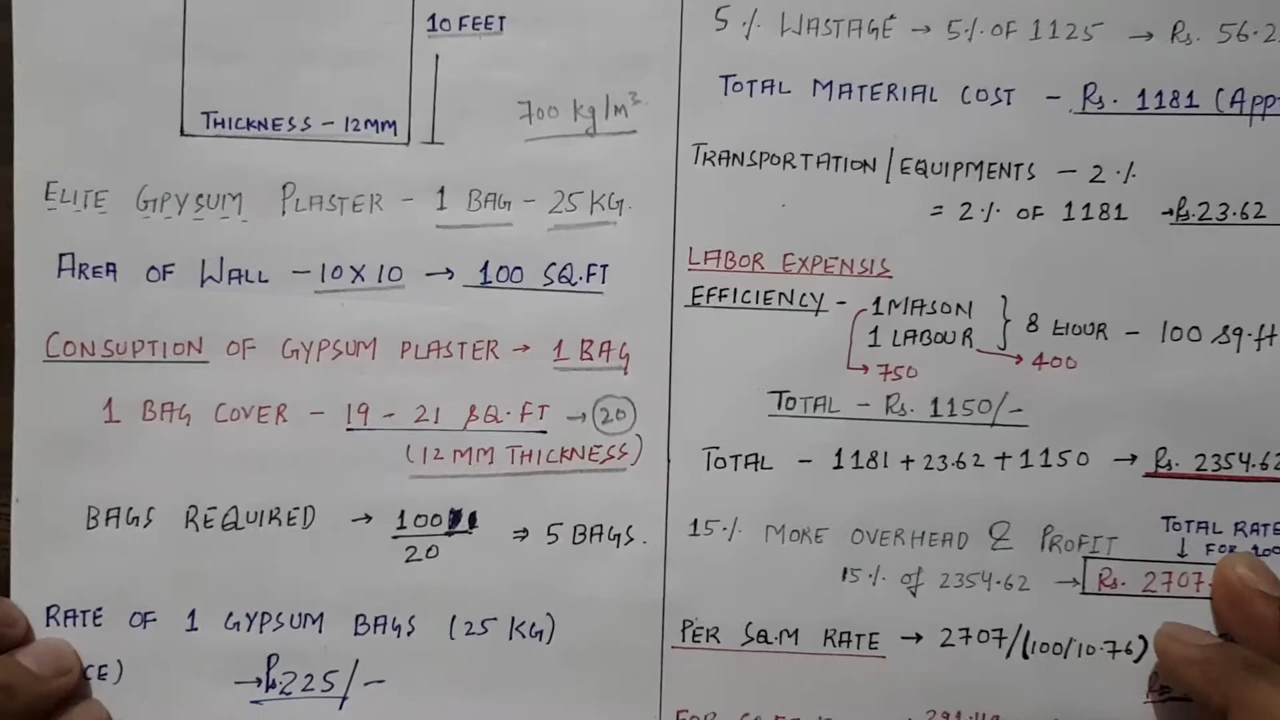 10 FEET
THICKNESS - 12MM
700 kg/m³
ELITE GPYSUM PLASTER - 1 BAG - 25 KG.
AREA OF WALL - 10 X 10 → 100 SQ.FT
CONSUPTION OF GYPSUM PLASTER → 1 BAG
1 BAG COVER - 19 - 21 SQ.FT → 20
(12 MM THICKNESS)
BAGS REQUIRED → 100 / 20 ⇒ 5 BAGS.
RATE OF 1 GYPSUM BAGS (25 KG)
CE) → Rs.225/-
5 % WASTAGE → 5% OF 1125 → Rs. 56.2
TOTAL MATERIAL COST - Rs. 1181 (App
TRANSPORTATION / EQUIPMENTS - 2 %
= 2 % OF 1181 → Rs.23.62
LABOR EXPENSIS
EFFICIENCY - 1 MASON
1 LABOUR } 8 HOUR - 100 sq.ft
→ 750 → 400
TOTAL - Rs. 1150/-
TOTAL - 1181 + 23.62 + 1150 → Rs. 2354.62
15 % MORE OVERHEAD & PROFIT
TOTAL RATE
↓ FOR 100
15 % of 2354.62 → Rs. 2707
PER SQ.M RATE → 2707/(100/10.76)
Rs.